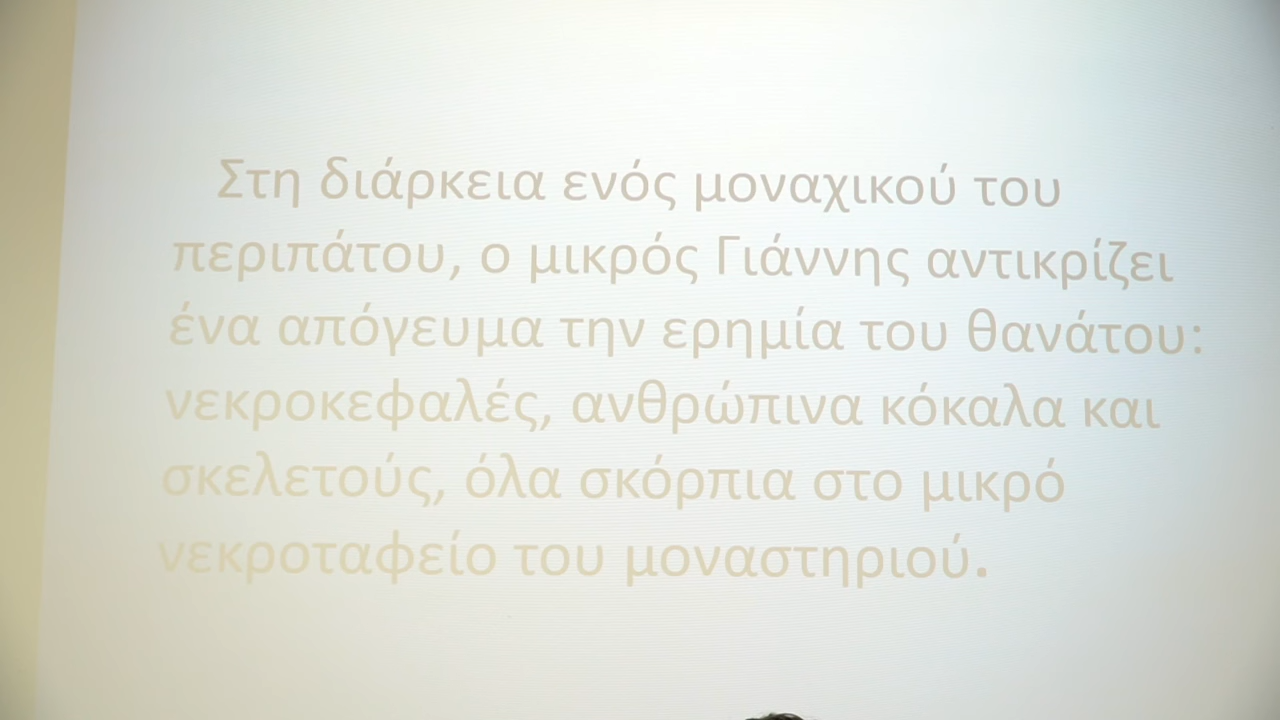 Στη διάρκεια ενός μοναχικού του
περιπάτου, ο μικρός Γιάννης αντικρίζει
ένα απόγευμα την ερημία του θανάτου:
νεκροκεφαλές, ανθρώπινα κόκαλα και
σκελετούς, όλα σκόρπια στο μικρό
νεκροταφείο του μοναστηριού.